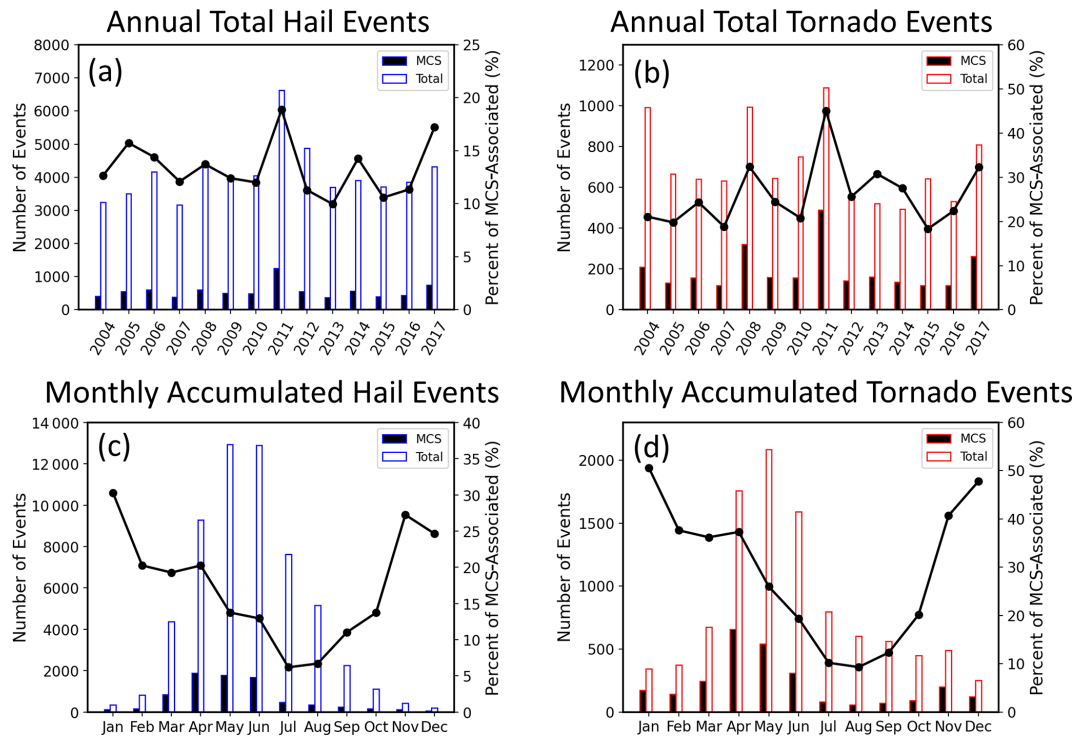 Annual Total Hail Events
(a)
MCS
Total
Number of Events
8000
7000
6000
5000
4000
3000
2000
1000
0
25
20
15
10
5
0
Percent of MCS-Associated (%)
2004 2005 2006 2007 2008 2009 2010 2011 2012 2013 2014 2015 2016 2017
Annual Total Tornado Events
(b)
MCS
Total
Number of Events
1200
1000
800
600
400
200
0
60
50
40
30
20
10
0
Percent of MCS-Associated (%)
2004 2005 2006 2007 2008 2009 2010 2011 2012 2013 2014 2015 2016 2017
Monthly Accumulated Hail Events
(c)
MCS
Total
Number of Events
14 000
13 000
10 000
8000
6000
4000
2000
0
40
35
30
25
20
15
10
5
0
Percent of MCS-Associated (%)
Jan Feb Mar Apr May Jun Jul Aug Sep Oct Nov Dec
Monthly Accumulated Tornado Events
(d)
MCS
Total
Number of Events
2000
1500
1000
500
0
60
50
40
30
20
10
0
Percent of MCS-Associated (%)
Jan Feb Mar Apr May Jun Jul Aug Sep Oct Nov Dec